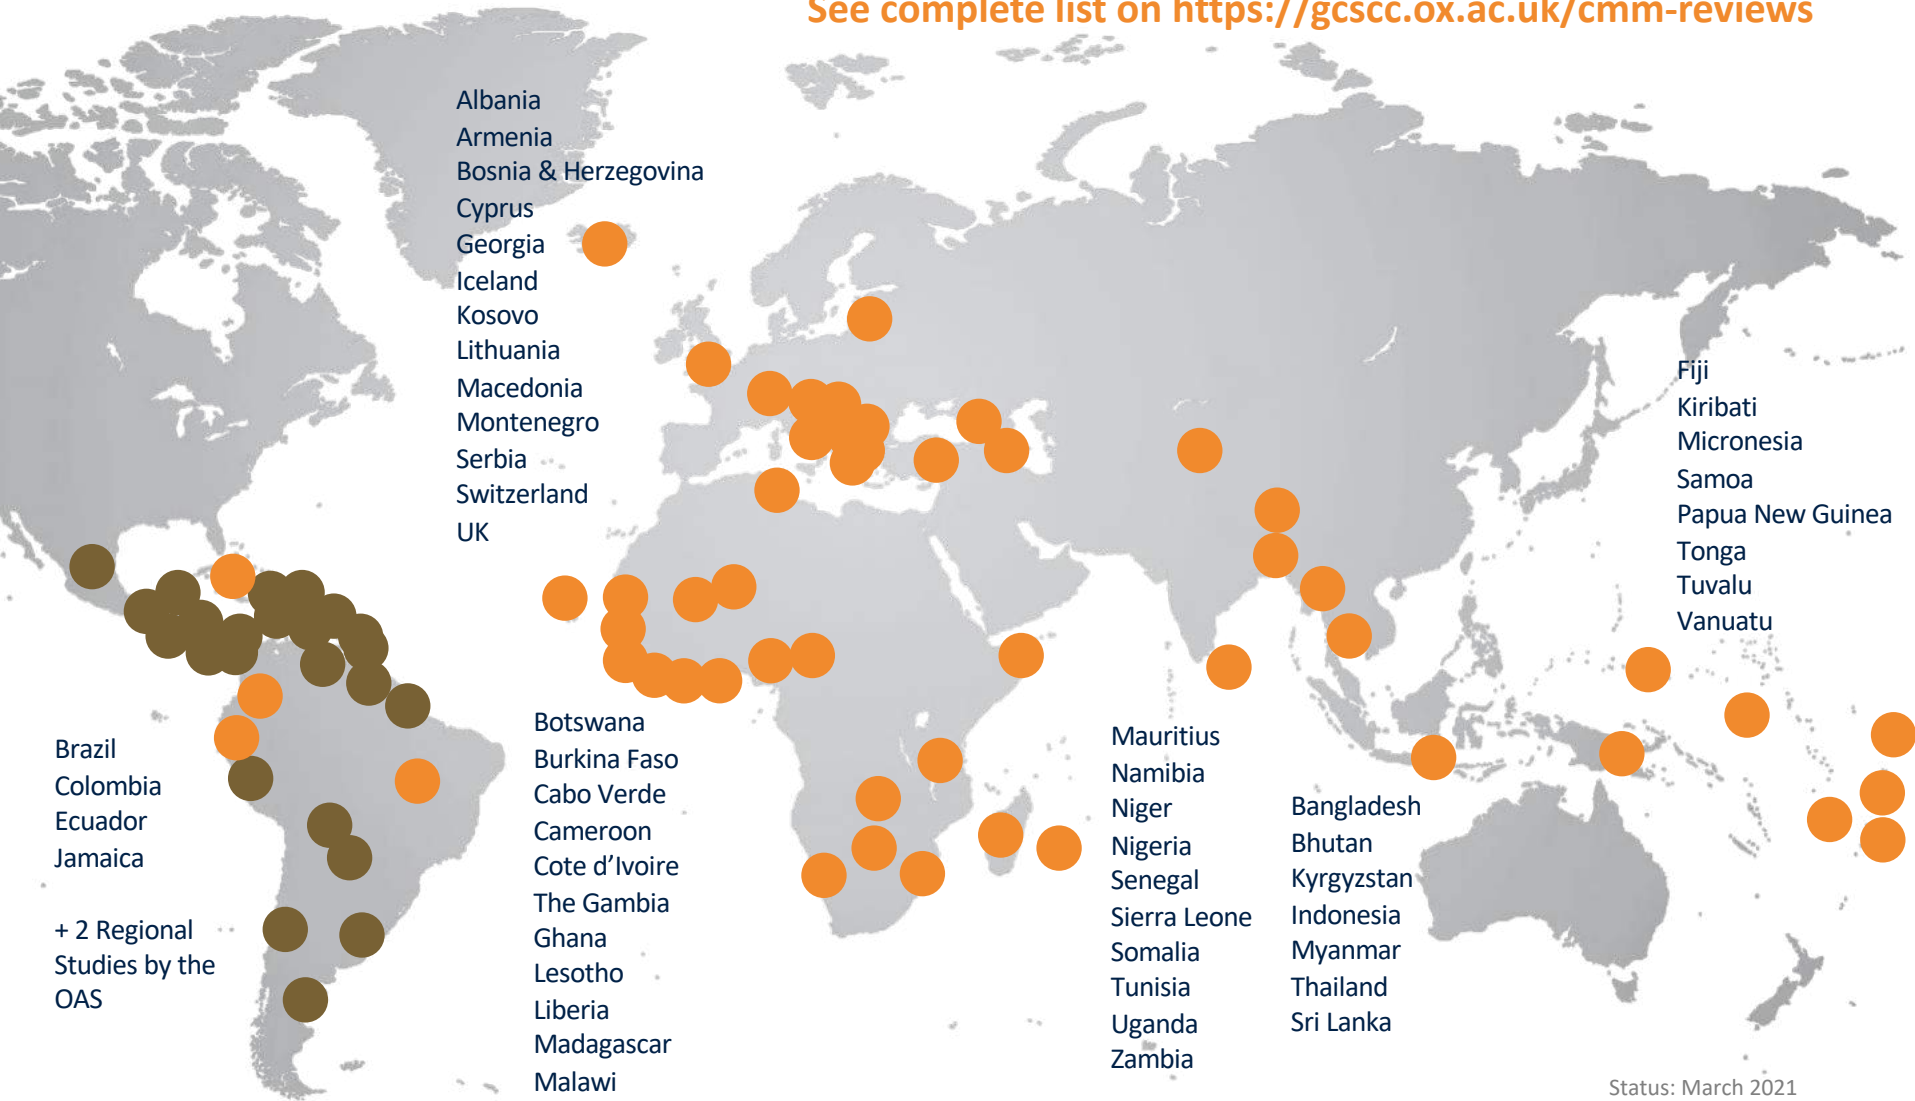 See complete list on https://gcscc.ox.ac.uk/cmm-reviews
Albania
Armenia
Bosnia & Herzegovina
Cyprus
Georgia
Iceland
Kosovo
Lithuania
Macedonia
Montenegro
Serbia
Switzerland
UK
Fiji
Kiribati
Micronesia
Samoa
Papua New Guinea
Tonga
Tuvalu
Vanuatu
Brazil
Colombia
Ecuador
Jamaica
+ 2 Regional
Studies by the
OAS
Botswana
Burkina Faso
Cabo Verde
Cameroon
Cote d’Ivoire
The Gambia
Ghana
Lesotho
Liberia
Madagascar
Malawi
Mauritius
Namibia
Niger
Nigeria
Senegal
Sierra Leone
Somalia
Tunisia
Uganda
Zambia
Bangladesh
Bhutan
Kyrgyzstan
Indonesia
Myanmar
Thailand
Sri Lanka
Status: March 2021